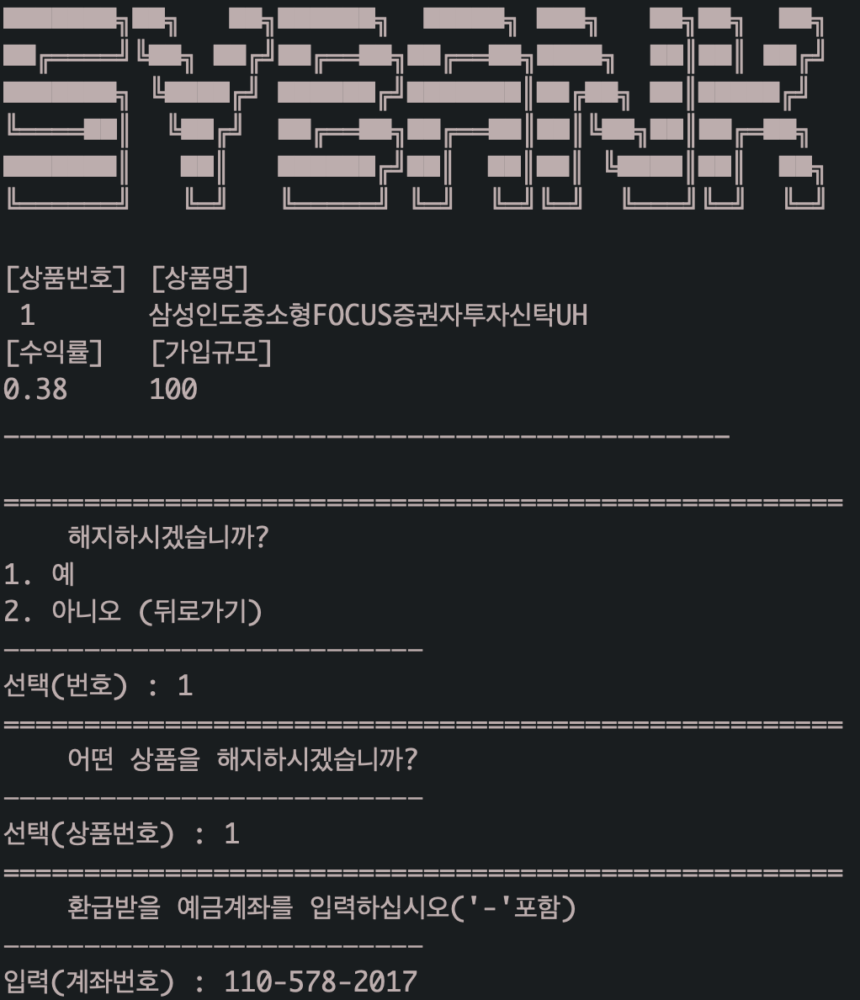 SYBANK
[상품번호] [상품명]
1 삼성인도중소형FOCUS증권자투자신탁UH
[수익률] [가입규모]
0.38 100
---------------------------------------------
====================================================
해지하시겠습니까?
1. 예
2. 아니오 (뒤로가기)
--------------------------
선택(번호) : 1
====================================================
어떤 상품을 해지하시겠습니까?
--------------------------
선택(상품번호) : 1
====================================================
환급받을 예금계좌를 입력하십시오('-'포함)
--------------------------
입력(계좌번호) : 110-578-2017